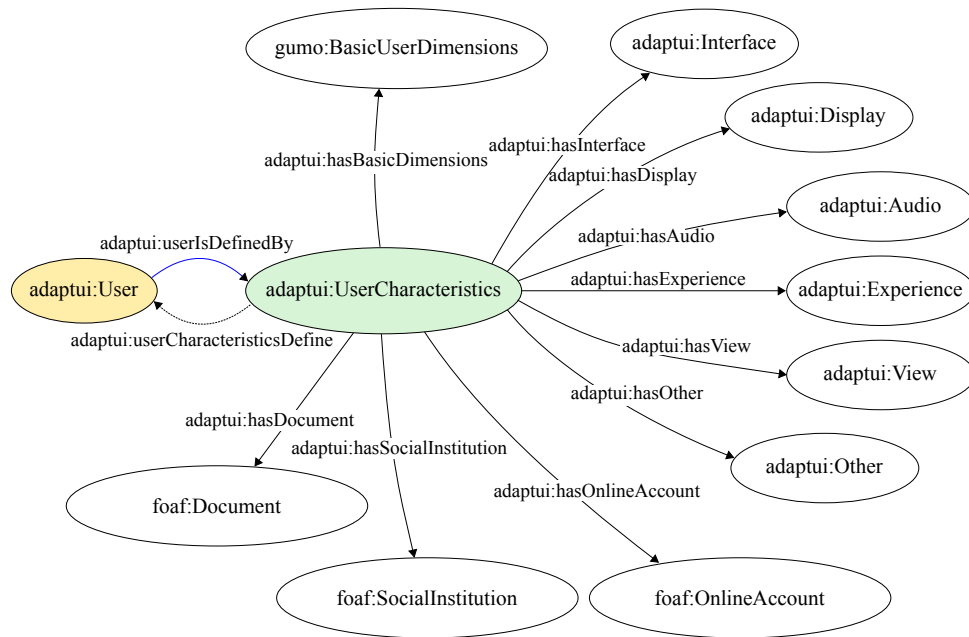 gumo:BasicUserDimensions
adaptui:Interface
adaptui:Display
adaptui:hasBasicDimensions
adaptui:hasInterface
adaptui:hasDisplay
adaptui:Audio
adaptui:hasAudio
adaptui:userIsDefinedBy
adaptui:hasExperience
adaptui:User
adaptui:UserCharacteristics
adaptui:Experience
adaptui:userCharacteristicsDefine
adaptui:hasView
adaptui:View
adaptui:hasOther
adaptui:hasDocument
adaptui:hasSocialInstitution
adaptui:Other
adaptui:hasOnlineAccount
foaf:Document
foaf:SocialInstitution
foaf:OnlineAccount